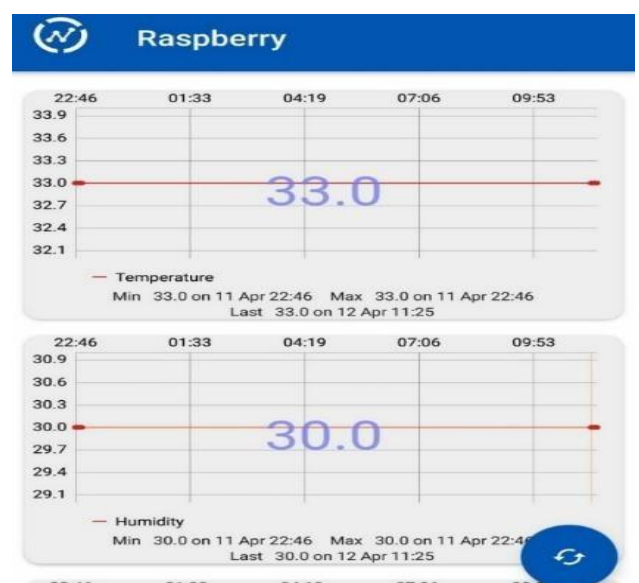 Raspberry
22:46 01:33 04:19 07:06 09:53
33.9
33.6
33.3
33.0
33.0
32.7
32.4
32.1
Temperature
Min 33.0 on 11 Apr 22:46 Max 33.0 on 11 Apr 22:46
Last 33.0 on 12 Apr 11:25
22:46 01:33 04:19 07:06 09:53
30.9
30.6
30.3
30.0
30.0
29.7
29.4
29.1
Humidity
Min 30.0 on 11 Apr 22:46 Max 30.0 on 11 Apr
Last 30.0 on 12 Apr 11:25